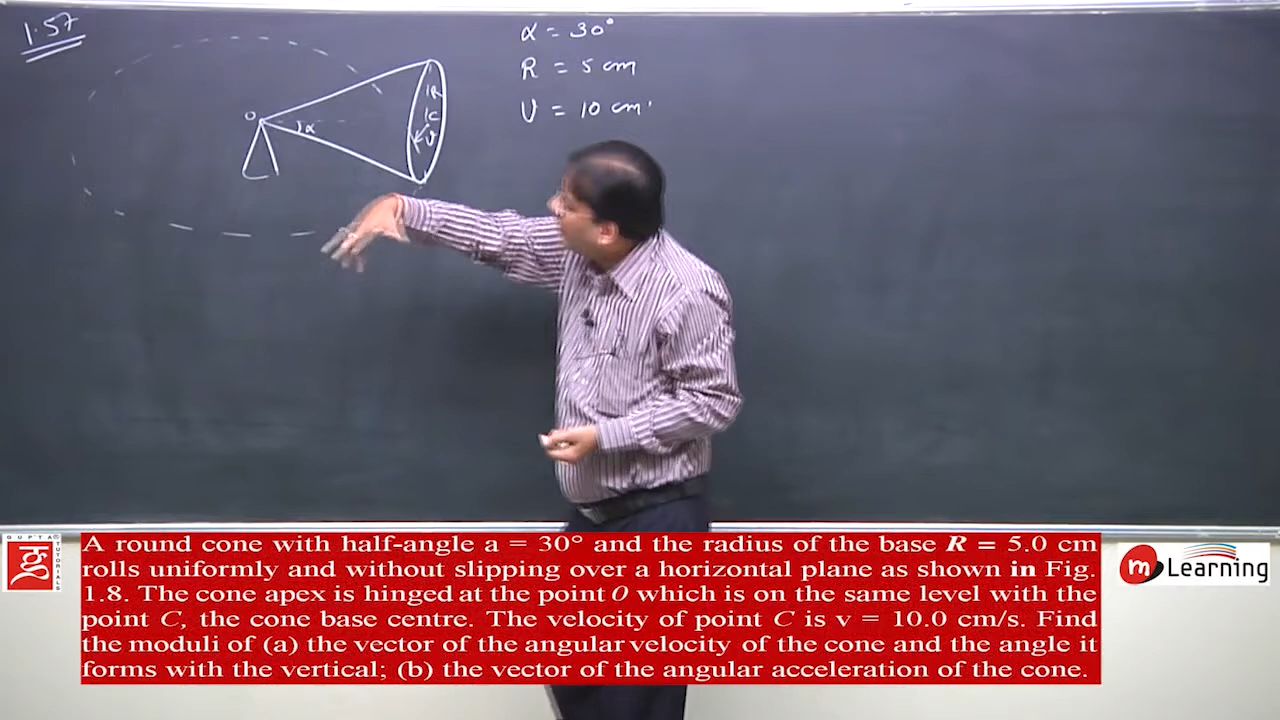 1.57
α = 30°
R = 5 cm
V = 10 cm
O
α
R
C
V
GUPTA
TUTORIALS
A round cone with half-angle a = 30° and the radius of the base R = 5.0 cm
rolls uniformly and without slipping over a horizontal plane as shown in Fig.
1.8. The cone apex is hinged at the point 0 which is on the same level with the
point C, the cone base centre. The velocity of point C is v = 10.0 cm/s. Find
the moduli of (a) the vector of the angular velocity of the cone and the angle it
forms with the vertical; (b) the vector of the angular acceleration of the cone.
m Learning